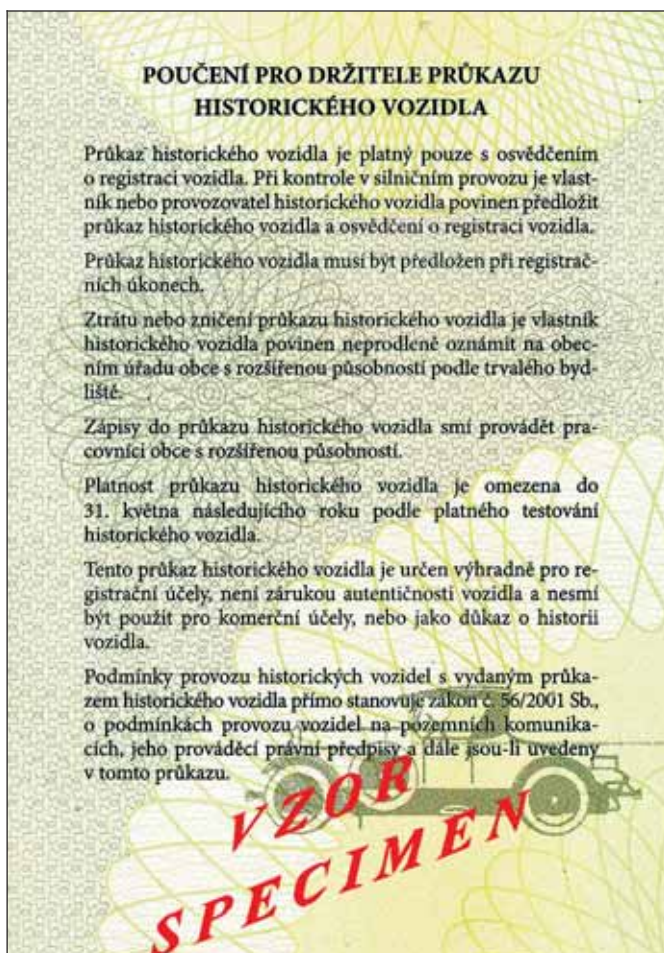 POUČENÍ PRO DRŽITELE PRŮKAZU
HISTORICKÉHO VOZIDLA
Průkaz historického vozidla je platný pouze s osvědčením
o registraci vozidla. Při kontrole v silničním provozu je vlast-
ník nebo provozovatel historického vozidla povinen předložit
průkaz historického vozidla a osvědčení o registraci vozidla.
Průkaz historického vozidla musí být předložen při registrač-
ních úkonech.
Ztrátu nebo zničení průkazu historického vozidla je vlastník
historického vozidla povinen neprodleně oznámit na obec-
ním úřadu obce s rozšířenou působností podle trvalého byd-
liště.
Zápisy do průkazu historického vozidla smí provádět pra-
covníci obce s rozšířenou působností.
Platnost průkazu historického vozidla je omezena do
31. května následujícího roku podle platného testování
historického vozidla.
Tento průkaz historického vozidla je určen výhradně pro re-
gistrační účely, není zárukou autentičnosti vozidla a nesmí
být použit pro komerční účely, nebo jako důkaz o historii
vozidla.
Podmínky provozu historických vozidel s vydaným průka-
zem historického vozidla přímo stanovuje zákon č. 56/2001 Sb.,
o podmínkách provozu vozidel na pozemních komunika-
cích, jeho prováděcí právní předpisy a dále jsou-li uvedeny
v tomto průkazu.
VZOR
SPECIMEN